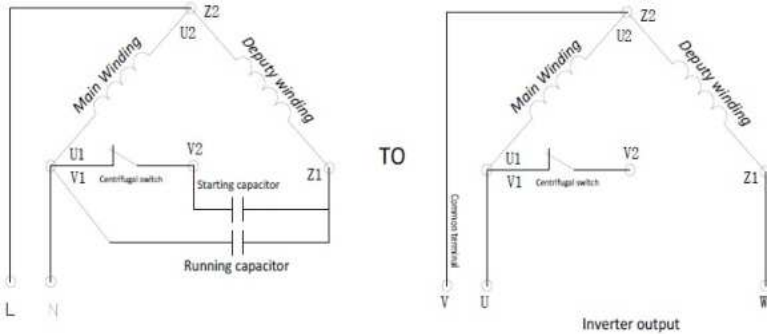 Z2
U2
Main Winding
Deputy winding
U1
V1
Centrifugal switch
V2
Z1
Starting capacitor
Running capacitor
L
N
TO
Z2
U2
Main Winding
Deputy winding
U1
V1
Centrifugal switch
V2
Z1
Common terminal
V
U
W
Inverter output